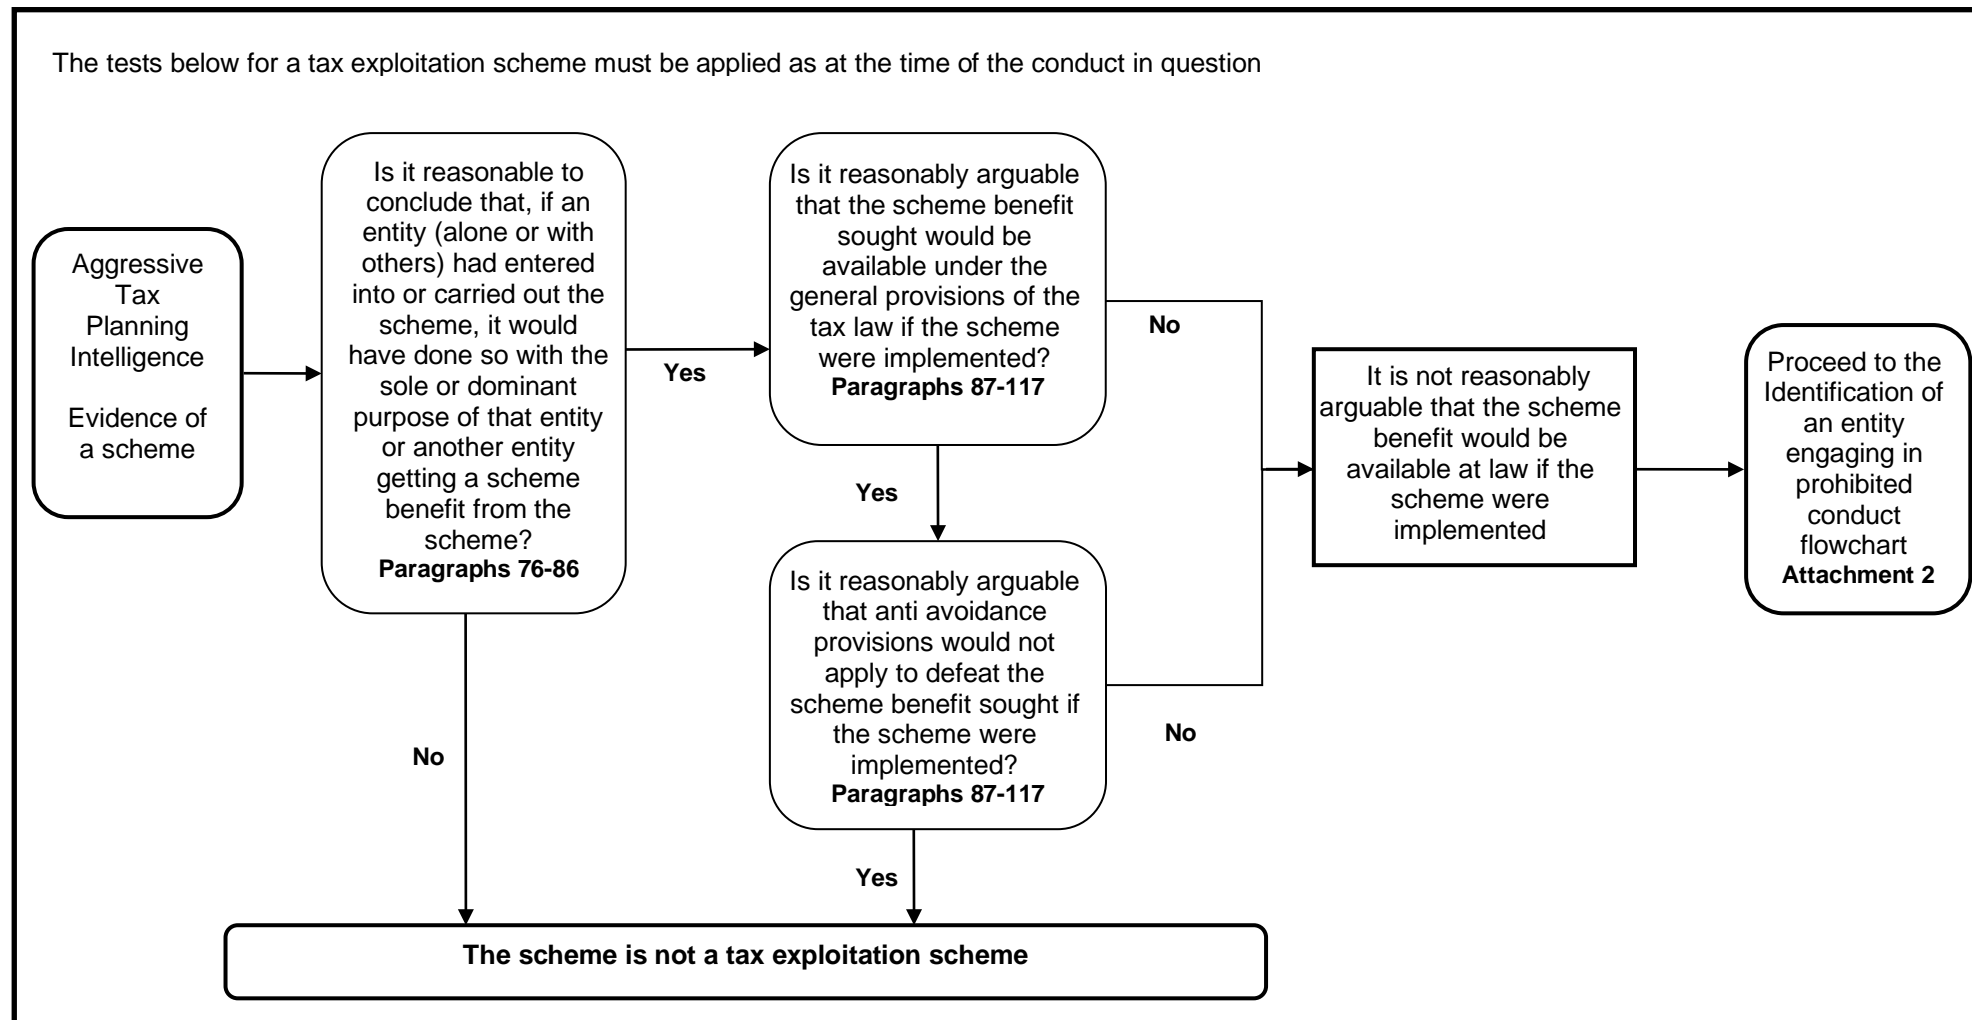 The tests below for a tax exploitation scheme must be applied as at the time of the conduct in question
Aggressive
Tax
Planning
Intelligence
Evidence of
a scheme
Is it reasonable to
conclude that, if an
entity (alone or with
others) had entered
into or carried out the
scheme, it would
have done so with the
sole or dominant
purpose of that entity
or another entity
getting a scheme
benefit from the
scheme?
Paragraphs 76-86
Yes
No
Is it reasonably arguable
that the scheme benefit
sought would be
available under the
general provisions of the
tax law if the scheme
were implemented?
Paragraphs 87-117
No
Yes
Is it reasonably arguable
that anti avoidance
provisions would not
apply to defeat the
scheme benefit sought if
the scheme were
implemented?
Paragraphs 87-117
No
Yes
It is not reasonably
arguable that the scheme
benefit would be
available at law if the
scheme were
implemented
Proceed to the
Identification of
an entity
engaging in
prohibited
conduct
flowchart
Attachment 2
The scheme is not a tax exploitation scheme